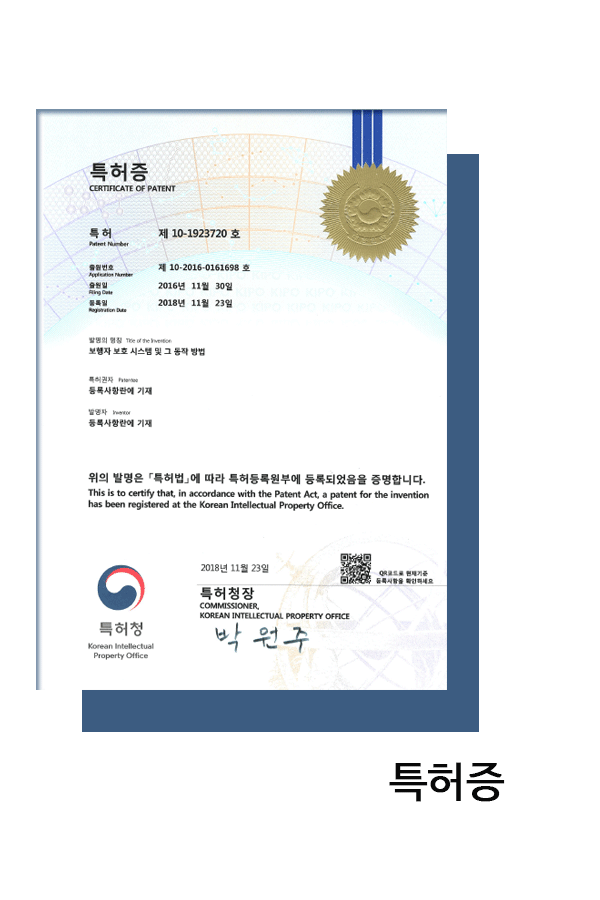 특허증
CERTIFICATE OF PATENT
특허 제 10-1923720 호
Patent Number
출원번호 제 10-2016-0161698 호
Application Number
출원일 2016년 11월 30일
Filing Date
등록일 2018년 11월 23일
Registration Date
발명의 명칭 Title of the Invention
보행자 보호 시스템 및 그 동작 방법
특허권자 Patentee
등록사항란에 기재
발명자 Inventor
등록사항란에 기재
위의 발명은 「특허법」에 따라 특허등록원부에 등록되었음을 증명합니다.
This is to certify that, in accordance with the Patent Act, a patent for the invention
has been registered at the Korean Intellectual Property Office.
2018년 11월 23일
QR코드로 현재기준
등록사항을 확인하세요
특허청장
COMMISSIONER,
KOREAN INTELLECTUAL PROPERTY OFFICE
박원주
특허청
Korean Intellectual
Property Office
특허증